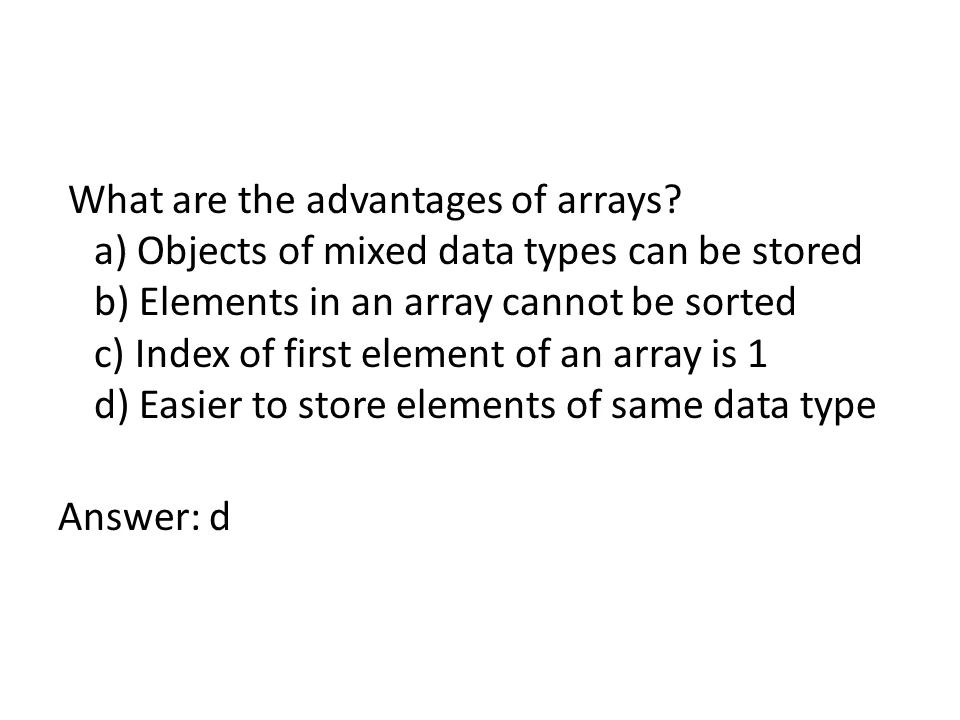 What are the advantages of arrays?
a) Objects of mixed data types can be stored
b) Elements in an array cannot be sorted
c) Index of first element of an array is 1
d) Easier to store elements of same data type
Answer: d